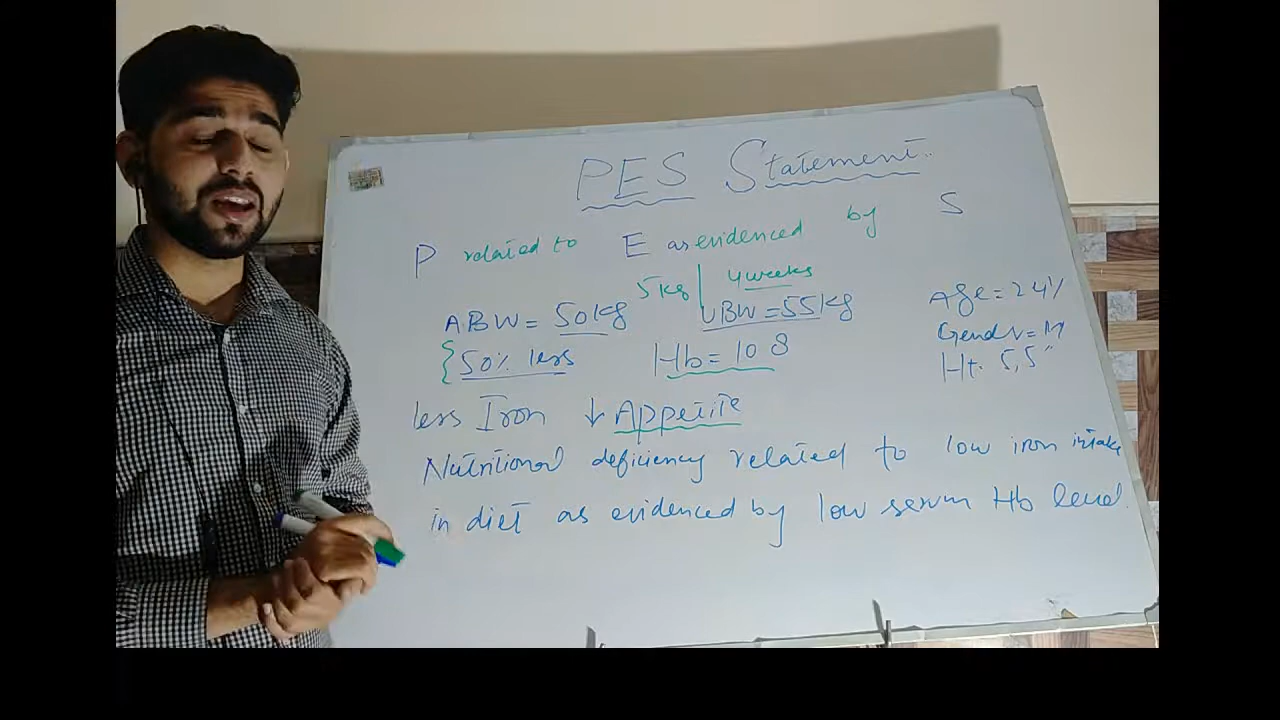 PES Statement..
P related to E as evidenced by S
5kg | 4 weeks
ABW = 50kg UBW = 55kg Age = 24Y
50% less Hb = 10.8 Gender = M
Ht. 5,5"
less Iron ↓ Appetite
Nutritional deficiency related to low iron intake
in diet as evidenced by low serum Hb level.